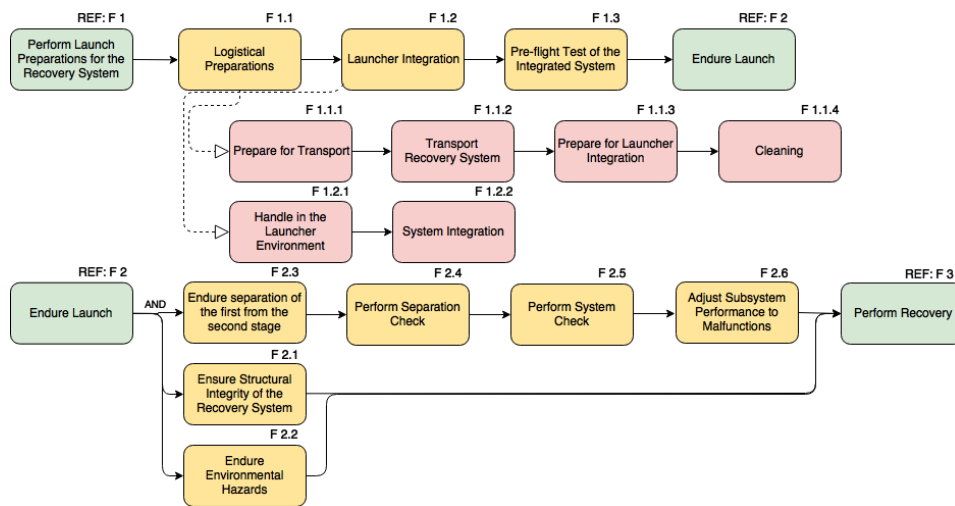 REF: F 1
F 1.1
F 1.2
F 1.3
REF: F 2
Perform Launch
Preparations for the
Recovery System
Logistical
Preparations
Launcher Integration
Pre-flight Test of the
Integrated System
Endure Launch
F 1.1.1
F 1.1.2
F 1.1.3
F 1.1.4
Prepare for Transport
Transport
Recovery System
Prepare for Launcher
Integration
Cleaning
F 1.2.1
F 1.2.2
Handle in the
Launcher
Environment
System Integration
REF: F 2
F 2.3
F 2.4
F 2.5
F 2.6
REF: F 3
Endure Launch
AND
Endure separation of
the first from the
second stage
Perform Separation
Check
Perform System
Check
Adjust Subsystem
Performance to
Malfunctions
Perform Recovery
F 2.1
Ensure Structural
Integrity of the
Recovery System
F 2.2
Endure
Environmental
Hazards